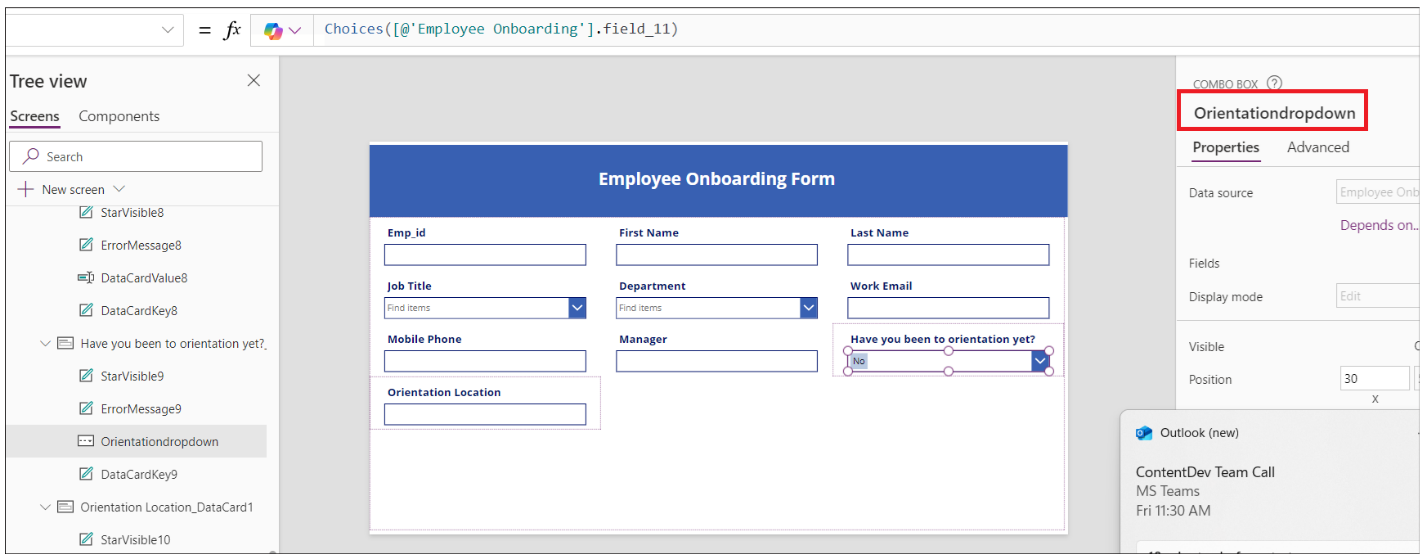 = fx Choices([@'Employee Onboarding'].field_11)
Tree view
Screens Components
Search
New screen
StarVisible8
ErrorMessage8
DataCardValue8
DataCardKey8
Have you been to orientation yet?_
StarVisible9
ErrorMessage9
Orientationdropdown
DataCardKey9
Orientation Location_DataCard1
StarVisible10
Employee Onboarding Form
Emp_id First Name Last Name
Job Title Department Work Email
Find items Find items
Mobile Phone Manager Have you been to orientation yet?
No
Orientation Location
COMBO BOX ?
Orientationdropdown
Properties Advanced
Data source Employee Onb
Depends on..
Fields
Display mode Edit
Visible
Position 30
X
Outlook (new)
ContentDev Team Call
MS Teams
Fri 11:30 AM